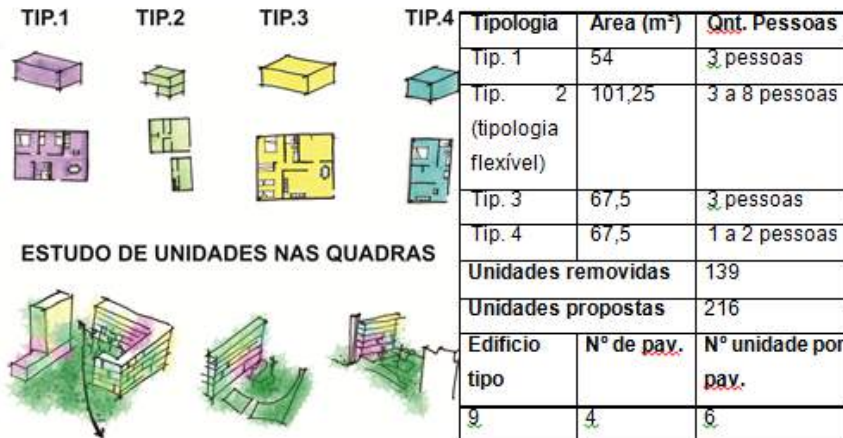 TIP.1 TIP.2 TIP.3 TIP.4
ESTUDO DE UNIDADES NAS QUADRAS
Tipologia Area (m²) Qnt. Pessoas
Tip. 1 54 3 pessoas
Tip. 2 101,25 3 a 8 pessoas
(tipologia
flexível)
Tip. 3 67,5 3 pessoas
Tip. 4 67,5 1 a 2 pessoas
Unidades removidas 139
Unidades propostas 216
Edificio Nº de pav. Nº unidade por
tipo pav.
9 4 6